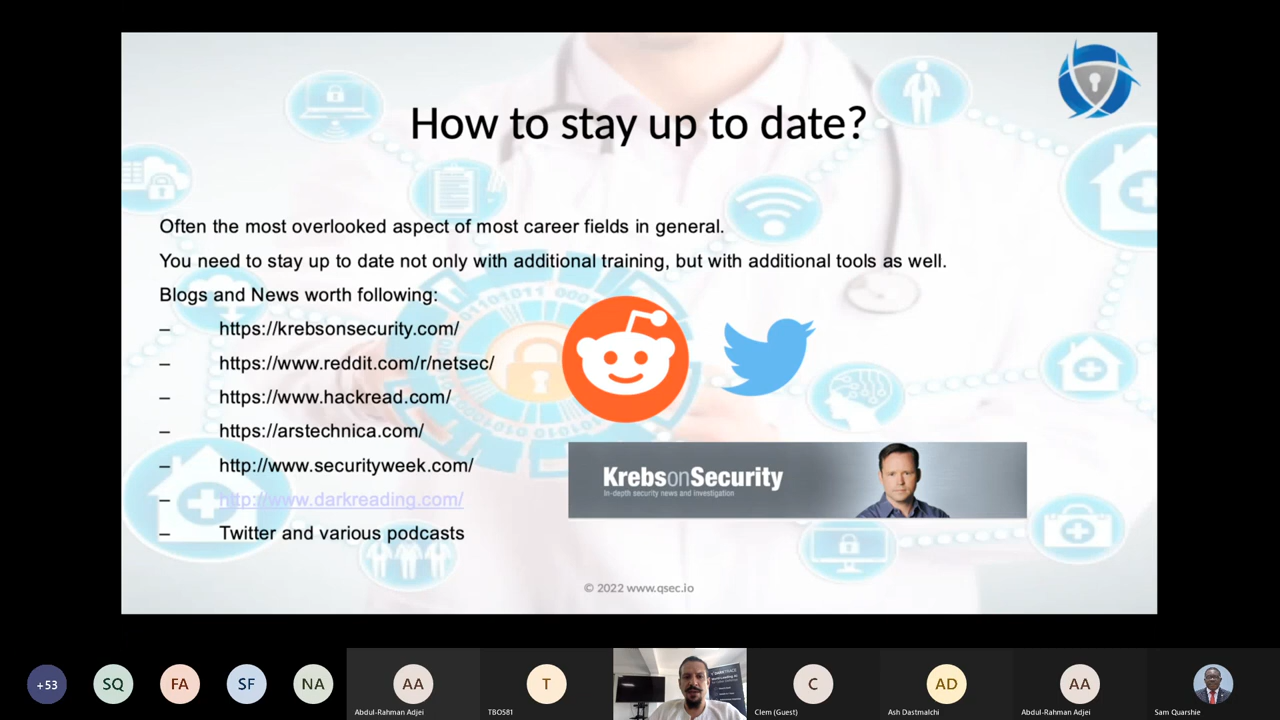 How to stay up to date?
Often the most overlooked aspect of most career fields in general.
You need to stay up to date not only with additional training, but with additional tools as well.
Blogs and News worth following:
– https://krebsonsecurity.com/
– https://www.reddit.com/r/netsec/
– https://www.hackread.com/
– https://arstechnica.com/
– http://www.securityweek.com/
– http://www.darkreading.com/
– Twitter and various podcasts
KrebsonSecurity
In-depth security news and investigation
© 2022 www.qsec.io
+53
SQ
FA
SF
NA
AA
T
C
AD
AA
Abdul-Rahman Adjei
TBOS81
Clem (Guest)
Ash Dastmalchi
Abdul-Rahman Adjei
Sam Quarshie